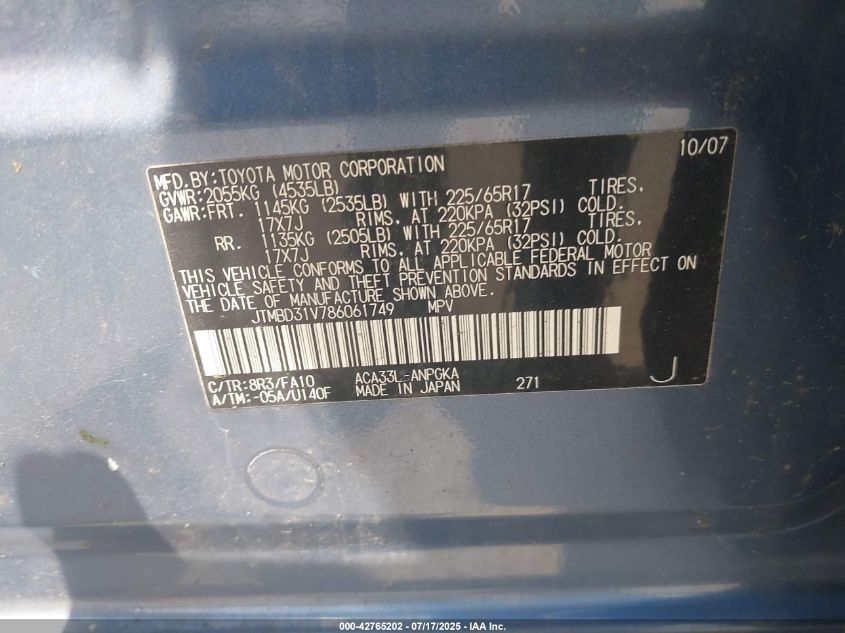 10/07
MFD.BY:TOYOTA MOTOR CORPORATION
GVWR:2055KG (4535LB)
GAWR:FRT. 1145KG (2535LB) WITH 225/65R17 TIRES,
17X7J RIMS, AT 220KPA (32PSI) COLD.
RR. 1135KG (2505LB) WITH 225/65R17 TIRES,
17X7J RIMS, AT 220KPA (32PSI) COLD.
THIS VEHICLE CONFORMS TO ALL APPLICABLE FEDERAL MOTOR
VEHICLE SAFETY AND THEFT PREVENTION STANDARDS IN EFFECT ON
THE DATE OF MANUFACTURE SHOWN ABOVE.
JTMBD31V786061749 MPV
C/TR:8R3/FA10 ACA33L-ANPGKA
A/TM:-05A/U140F MADE IN JAPAN 271 J
000-42765202 - 07/17/2025 - IAA Inc.